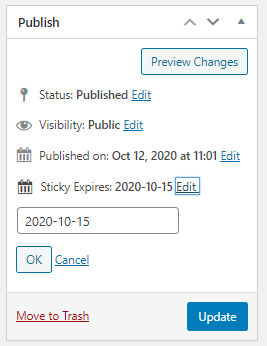 Publish
Preview Changes
Status: Published Edit
Visibility: Public Edit
Published on: Oct 12, 2020 at 11:01 Edit
Sticky Expires: 2020-10-15 Edit
2020-10-15
OK Cancel
Move to Trash Update